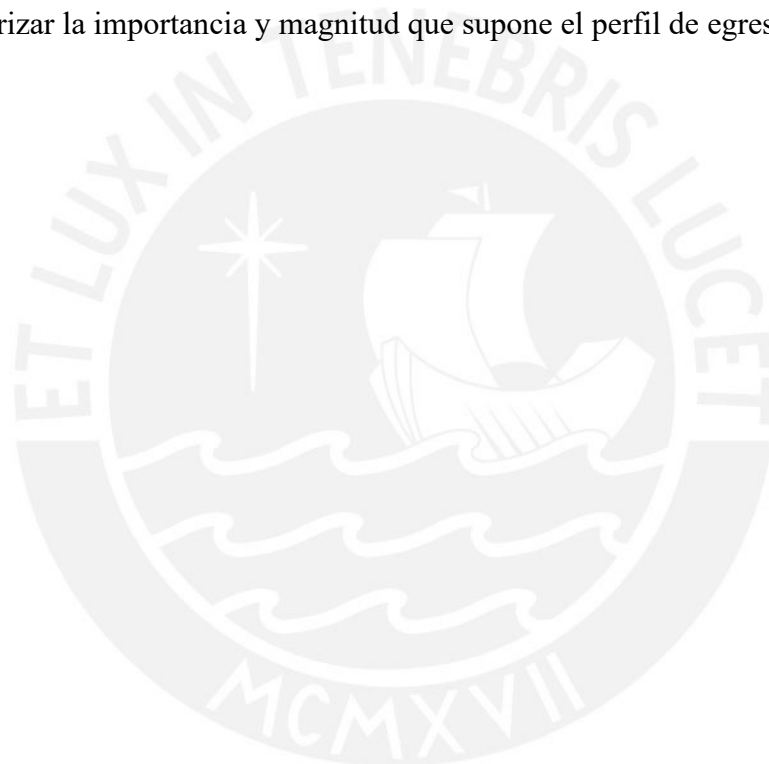 rizar la importancia y magnitud que supone el perfil de egres
ET LUX IN TENEBRIS LUCET
MCMXVII